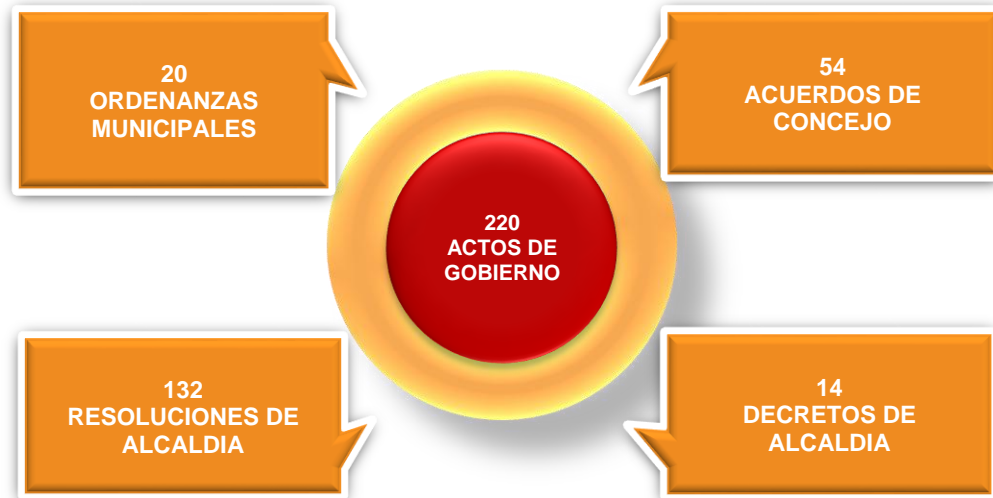 20
ORDENANZAS
MUNICIPALES
54
ACUERDOS DE
CONCEJO
220
ACTOS DE
GOBIERNO
132
RESOLUCIONES DE
ALCALDIA
14
DECRETOS DE
ALCALDIA